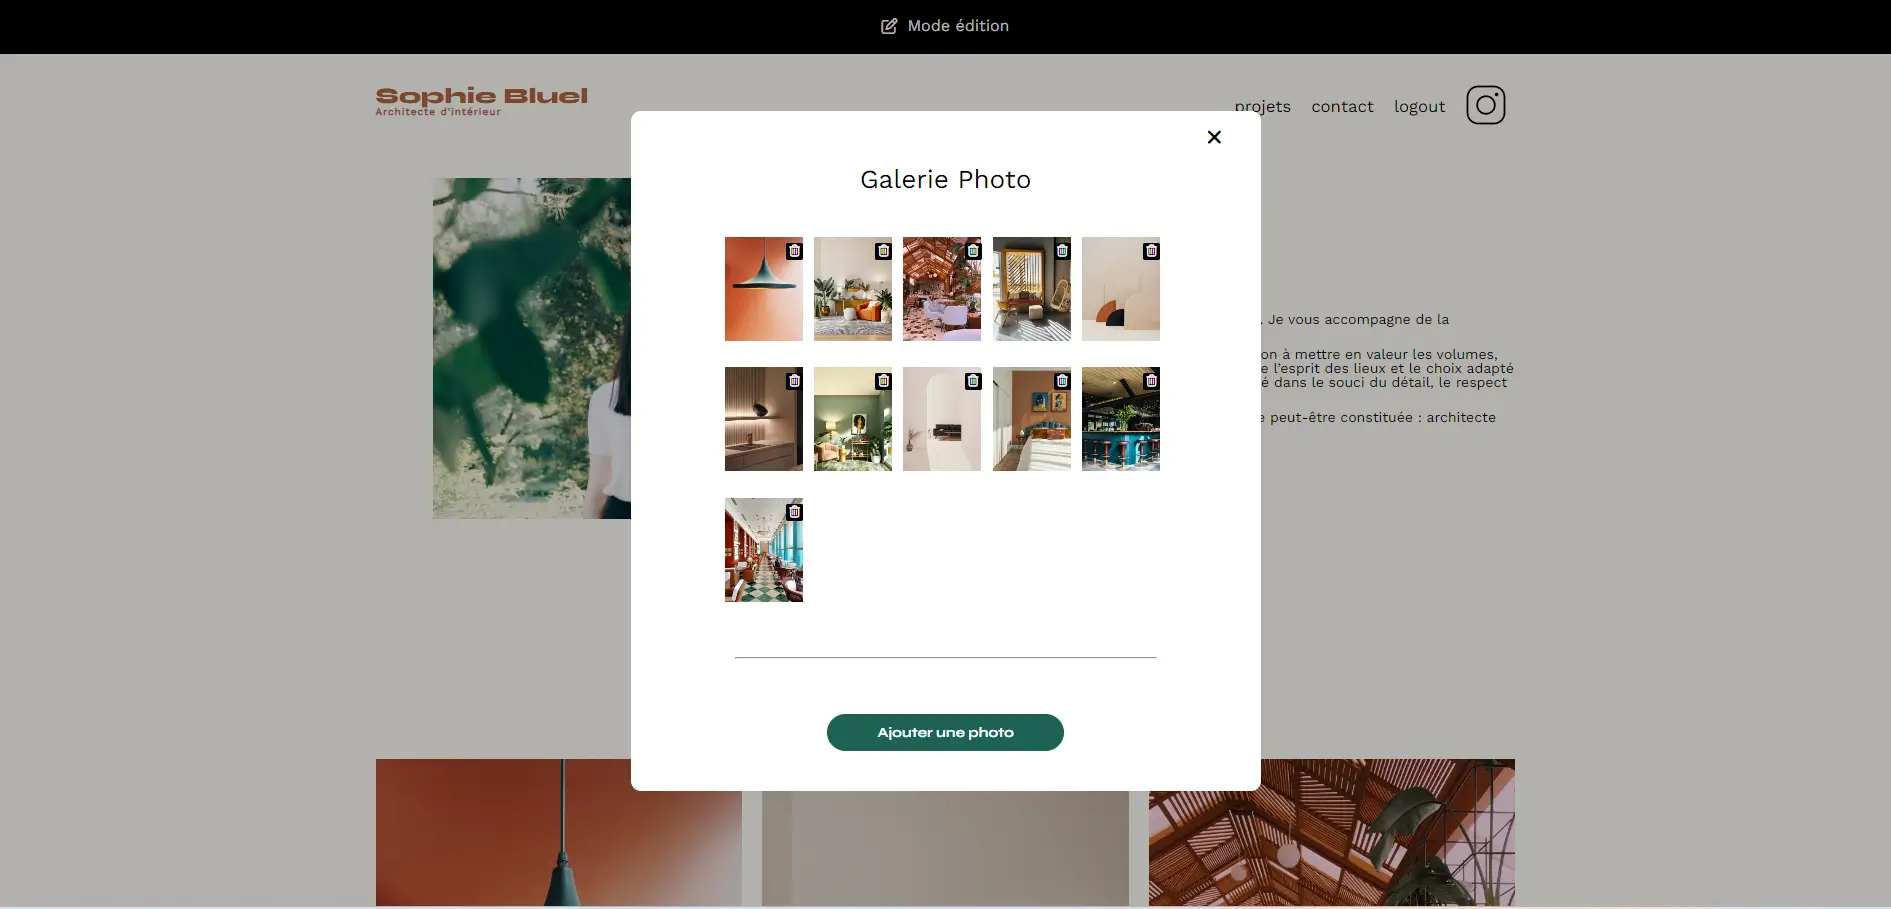 Mode édition
Sophie Bluel
Architecte d'intérieur
projets contact logout
Galerie Photo
. Je vous accompagne de la
on à mettre en valeur les volumes,
e l'esprit des lieux et le choix adapté
é dans le souci du détail, le respect
e peut-être constituée : architecte
Ajouter une photo